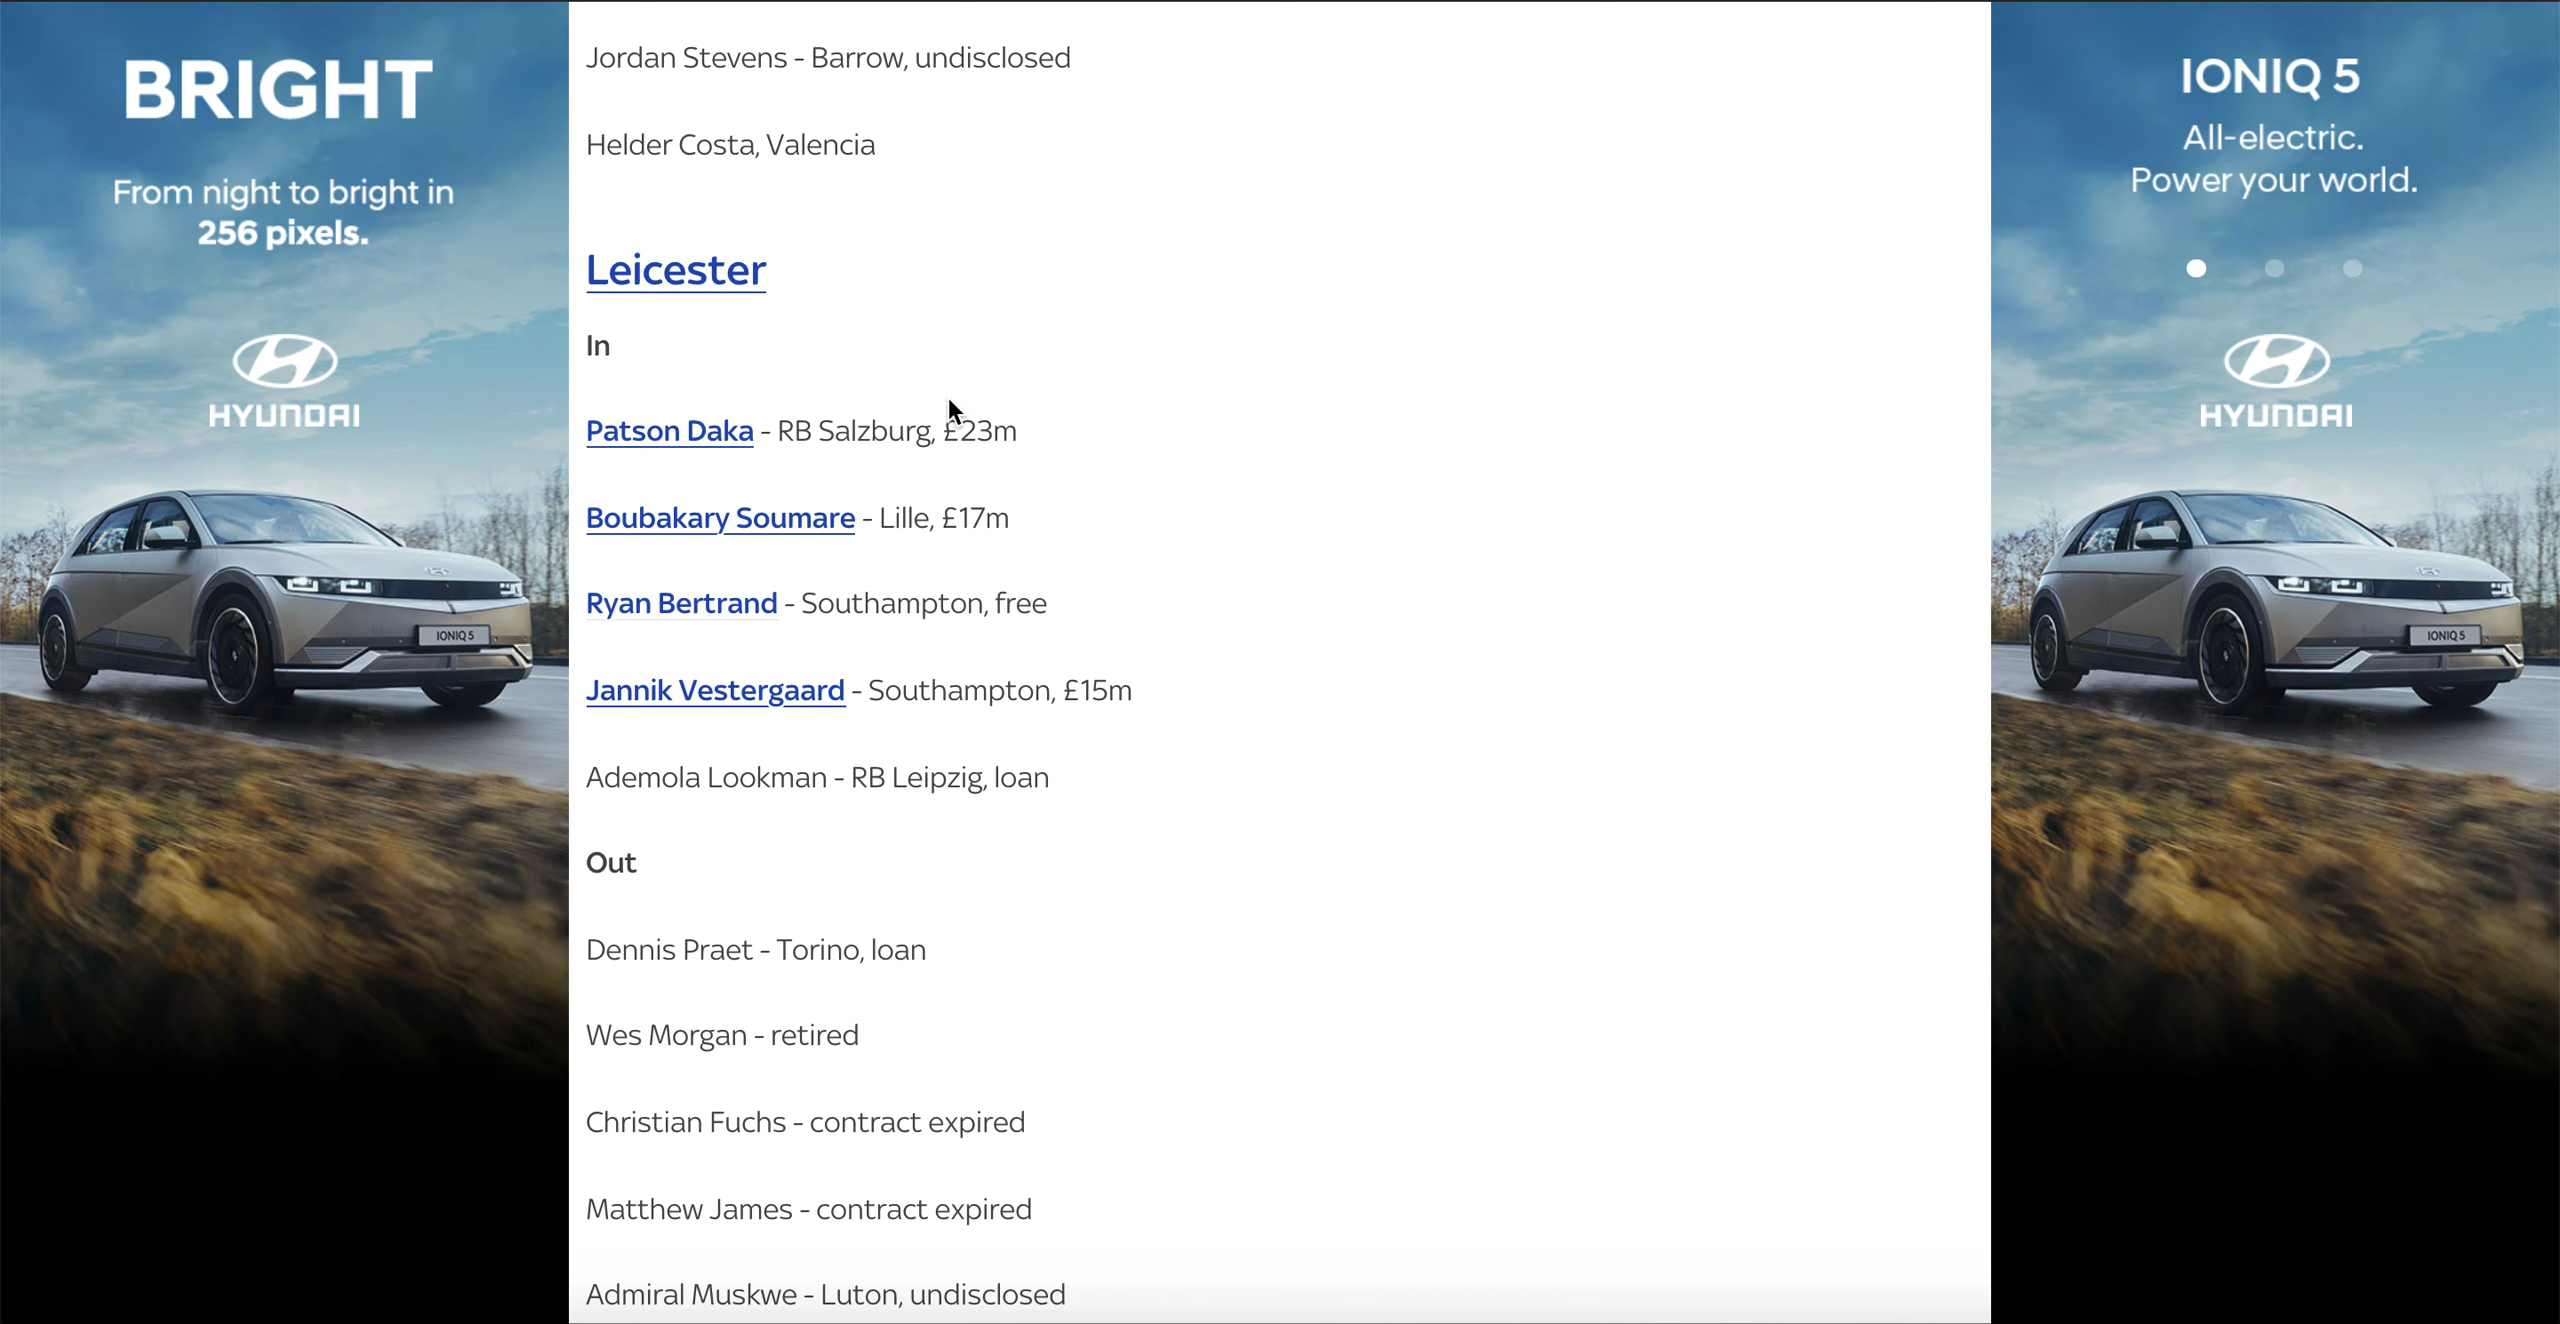 BRIGHT
From night to bright in
256 pixels.
HYUNDAI
IONIQ 5
Jordan Stevens - Barrow, undisclosed
Helder Costa, Valencia
Leicester
In
Patson Daka - RB Salzburg, £23m
Boubakary Soumare - Lille, £17m
Ryan Bertrand - Southampton, free
Jannik Vestergaard - Southampton, £15m
Ademola Lookman - RB Leipzig, loan
Out
Dennis Praet - Torino, loan
Wes Morgan - retired
Christian Fuchs - contract expired
Matthew James - contract expired
Admiral Muskwe - Luton, undisclosed
IONIQ 5
All-electric.
Power your world.
HYUNDAI
IONIQ 5